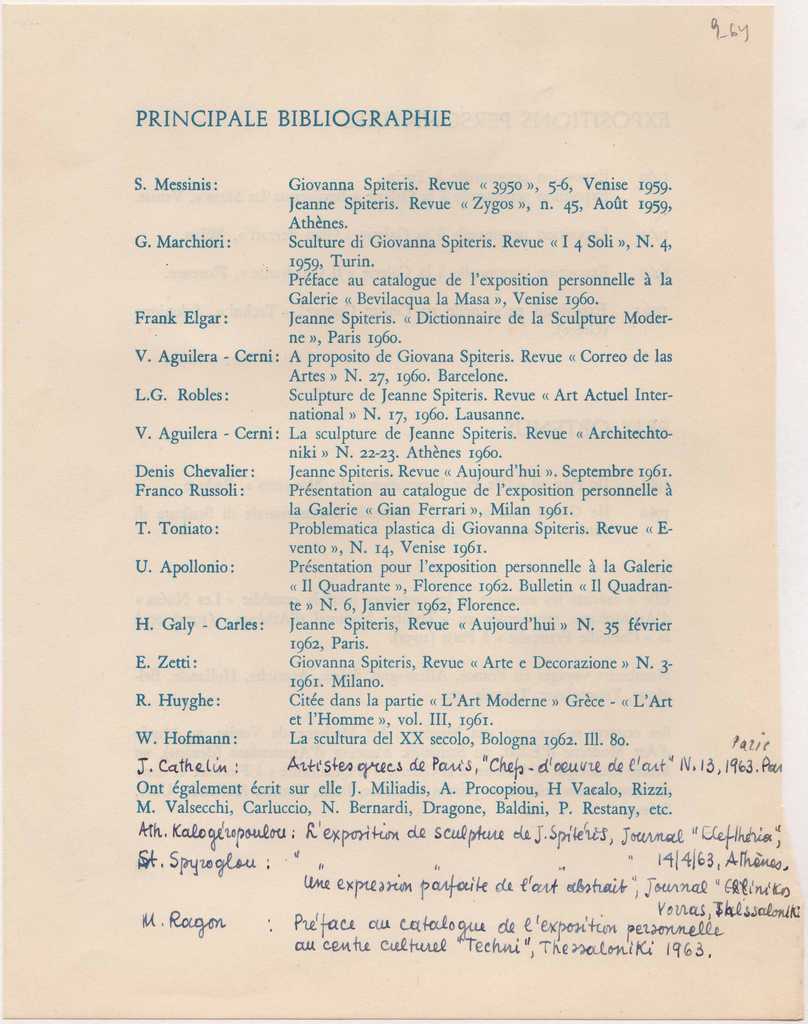 9_64
PRINCIPALE BIBLIOGRAPHIE
S. Messinis: Giovanna Spiteris. Revue « 3950 », 5-6, Venise 1959.
Jeanne Spiteris. Revue « Zygos », n. 45, Août 1959,
Athènes.
G. Marchiori: Sculture di Giovanna Spiteris. Revue « I 4 Soli », N. 4,
1959, Turin.
Préface au catalogue de l'exposition personnelle à la
Galerie « Bevilacqua la Masa », Venise 1960.
Frank Elgar: Jeanne Spiteris. « Dictionnaire de la Sculpture Moder-
ne », Paris 1960.
V. Aguilera - Cerni: A proposito de Giovana Spiteris. Revue « Correo de las
Artes » N. 27, 1960. Barcelone.
L.G. Robles: Sculpture de Jeanne Spiteris. Revue « Art Actuel Inter-
national » N. 17, 1960. Lausanne.
V. Aguilera - Cerni: La sculpture de Jeanne Spiteris. Revue « Architechto-
niki » N. 22-23. Athènes 1960.
Denis Chevalier: Jeanne Spiteris. Revue « Aujourd'hui ». Septembre 1961.
Franco Russoli: Présentation au catalogue de l'exposition personnelle à
la Galerie « Gian Ferrari », Milan 1961.
T. Toniato: Problematica plastica di Giovanna Spiteris. Revue « E-
vento », N. 14, Venise 1961.
U. Apollonio: Présentation pour l'exposition personnelle à la Galerie
« Il Quadrante », Florence 1962. Bulletin « Il Quadran-
te » N. 6, Janvier 1962, Florence.
H. Galy - Carles: Jeanne Spiteris, Revue « Aujourd'hui » N. 35 février
1962, Paris.
E. Zetti: Giovanna Spiteris, Revue « Arte e Decorazione » N. 3-
1961. Milano.
R. Huyghe: Citée dans la partie « L'Art Moderne » Grèce - « L'Art
et l'Homme », vol. III, 1961.
W. Hofmann: La scultura del XX secolo, Bologna 1962. Ill. 80.
Paris
J. Cathelin: Artistes grecs de Paris, "Chefs-d'œuvre de l'art" N. 13, 1963. Par
Ont également écrit sur elle J. Miliadis, A. Procopiou, H Vacalo, Rizzi,
M. Valsecchi, Carluccio, N. Bernardi, Dragone, Baldini, P. Restany, etc.
Ath. Kalogéropoulou: L'exposition de sculpture de J. Spitéris, Journal "Elefthéria",
St. Spyroglou: " " " " 14/4/63, Athènes.
"Une expression parfaite de l'art abstrait", Journal "Ellinikos
Vorras, Thessaloniki
M. Ragon : Préface au catalogue de l'exposition personnelle
au centre culturel "Techni", Thessaloniki 1963.